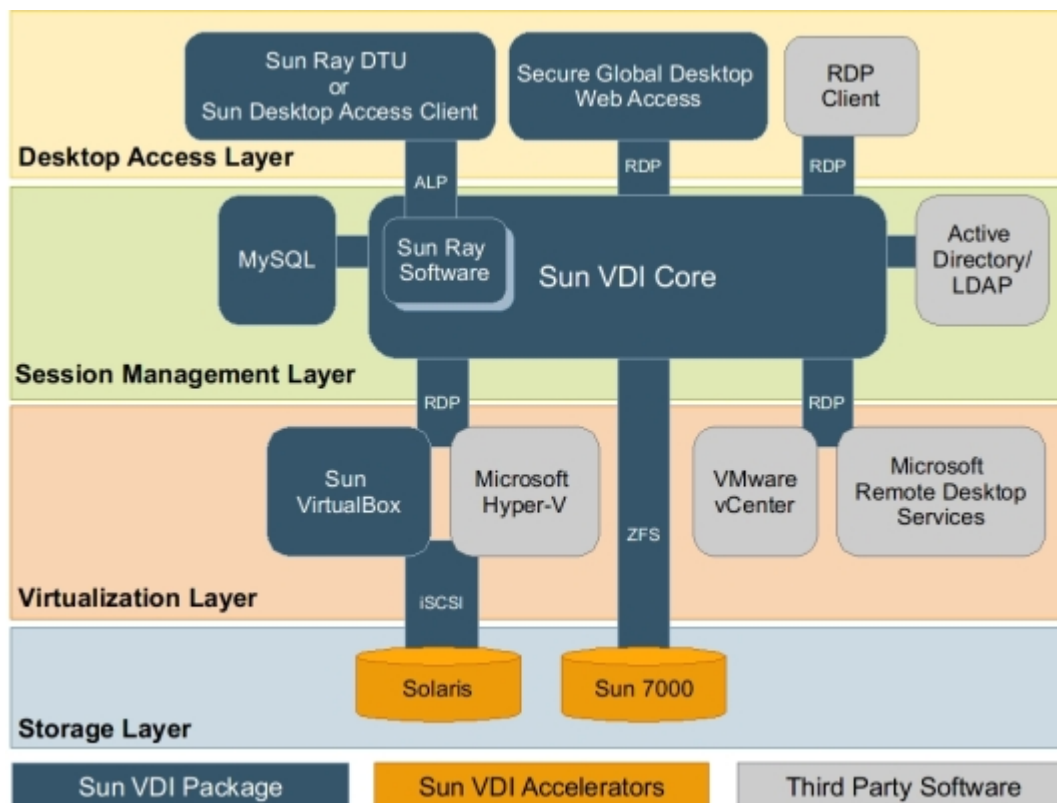 Sun Ray DTU
or
Sun Desktop Access Client
Secure Global Desktop
Web Access
RDP
Client
Desktop Access Layer
ALP
RDP
RDP
MySQL
Sun Ray
Software
Sun VDI Core
Active
Directory/
LDAP
Session Management Layer
RDP
RDP
Sun
VirtualBox
Microsoft
Hyper-V
VMware
vCenter
Microsoft
Remote Desktop
Services
ZFS
Virtualization Layer
iSCSI
Solaris
Sun 7000
Storage Layer
Sun VDI Package
Sun VDI Accelerators
Third Party Software